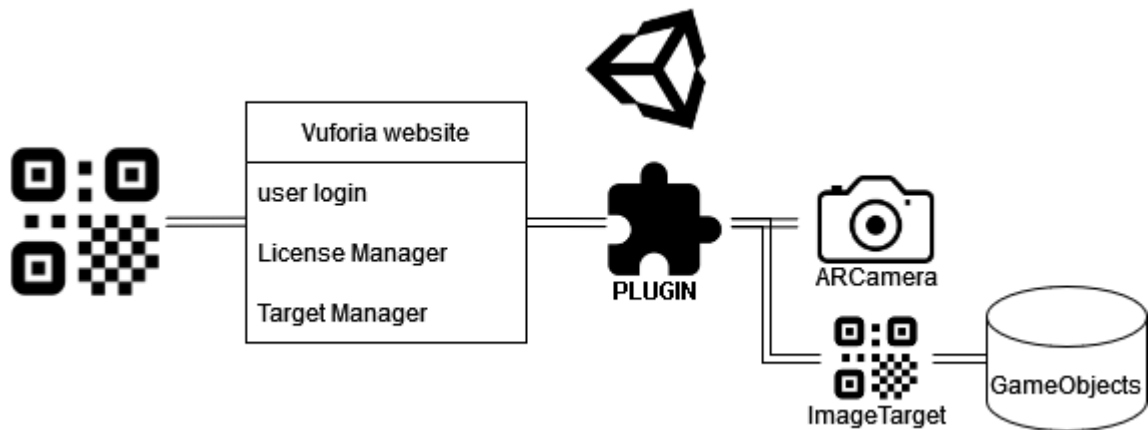 Vuforia website
user login
License Manager
Target Manager
PLUGIN
ARCamera
ImageTarget
GameObjects